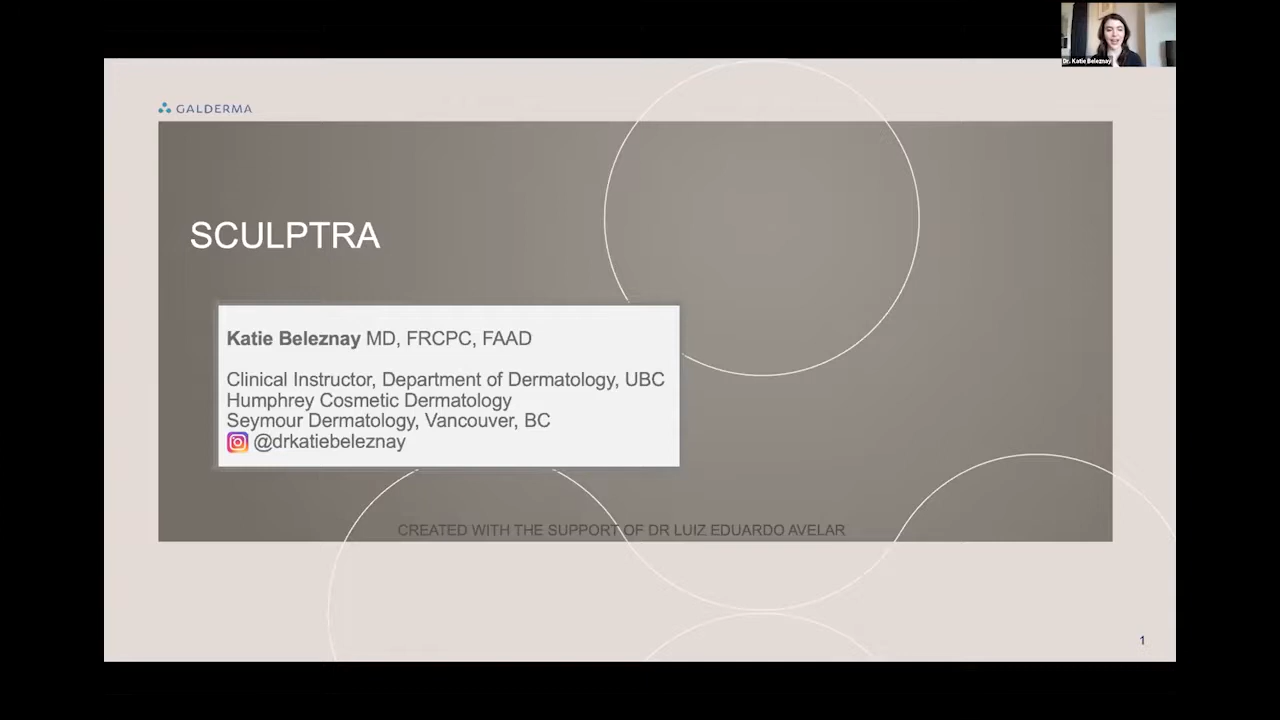 Dr. Katie Beleznay
GALDERMA
SCULPTRA
Katie Beleznay MD, FRCPC, FAAD
Clinical Instructor, Department of Dermatology, UBC
Humphrey Cosmetic Dermatology
Seymour Dermatology, Vancouver, BC
@drkatiebeleznay
CREATED WITH THE SUPPORT OF DR LUIZ EDUARDO AVELAR
1